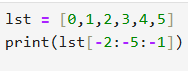 lst = [0,1,2,3,4,5]
print(lst[-2:-5:-1])